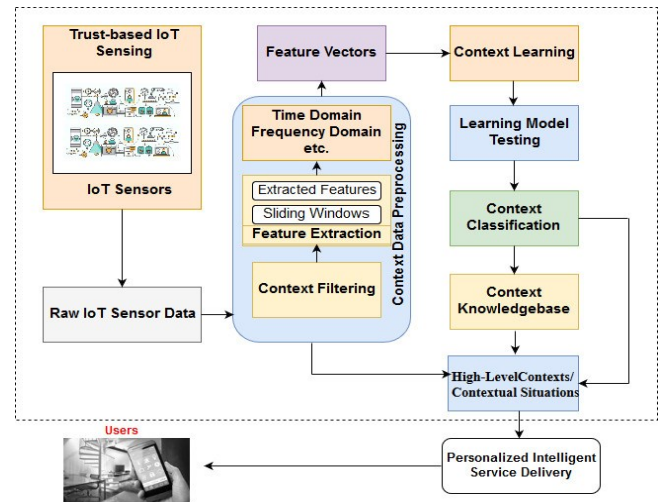 Trust-based IoT
Sensing
IoT Sensors
Raw IoT Sensor Data
Feature Vectors
Time Domain
Frequency Domain
etc.
Extracted Features
Sliding Windows
Feature Extraction
Context Filtering
Context Data Preprocessing
Context Learning
Learning Model
Testing
Context
Classification
Context
Knowledgebase
High-LevelContexts/
Contextual Situations
Personalized Intelligent
Service Delivery
Users